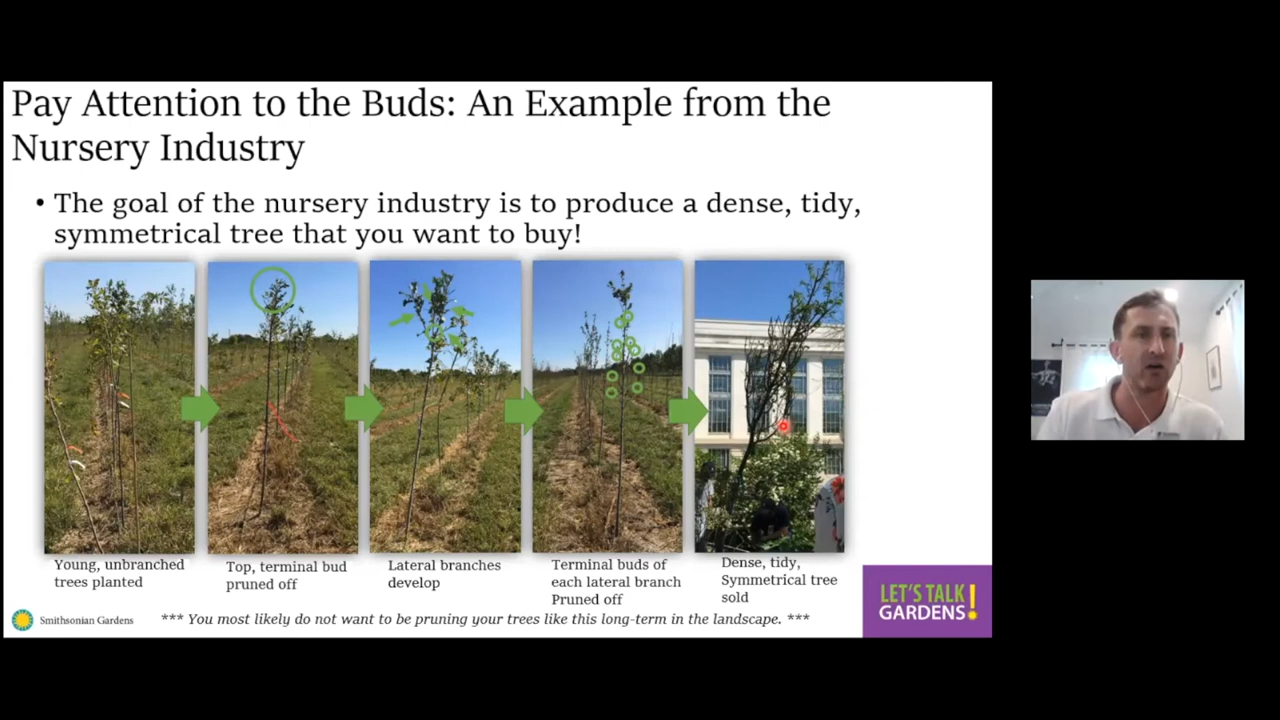 Pay Attention to the Buds: An Example from the
Nursery Industry
• The goal of the nursery industry is to produce a dense, tidy,
symmetrical tree that you want to buy!
Young, unbranched
trees planted
Top, terminal bud
pruned off
Lateral branches
develop
Terminal buds of
each lateral branch
Pruned off
Dense, tidy,
Symmetrical tree
sold
Smithsonian Gardens
*** You most likely do not want to be pruning your trees like this long-term in the landscape. ***
LET'S TALK
GARDENS!